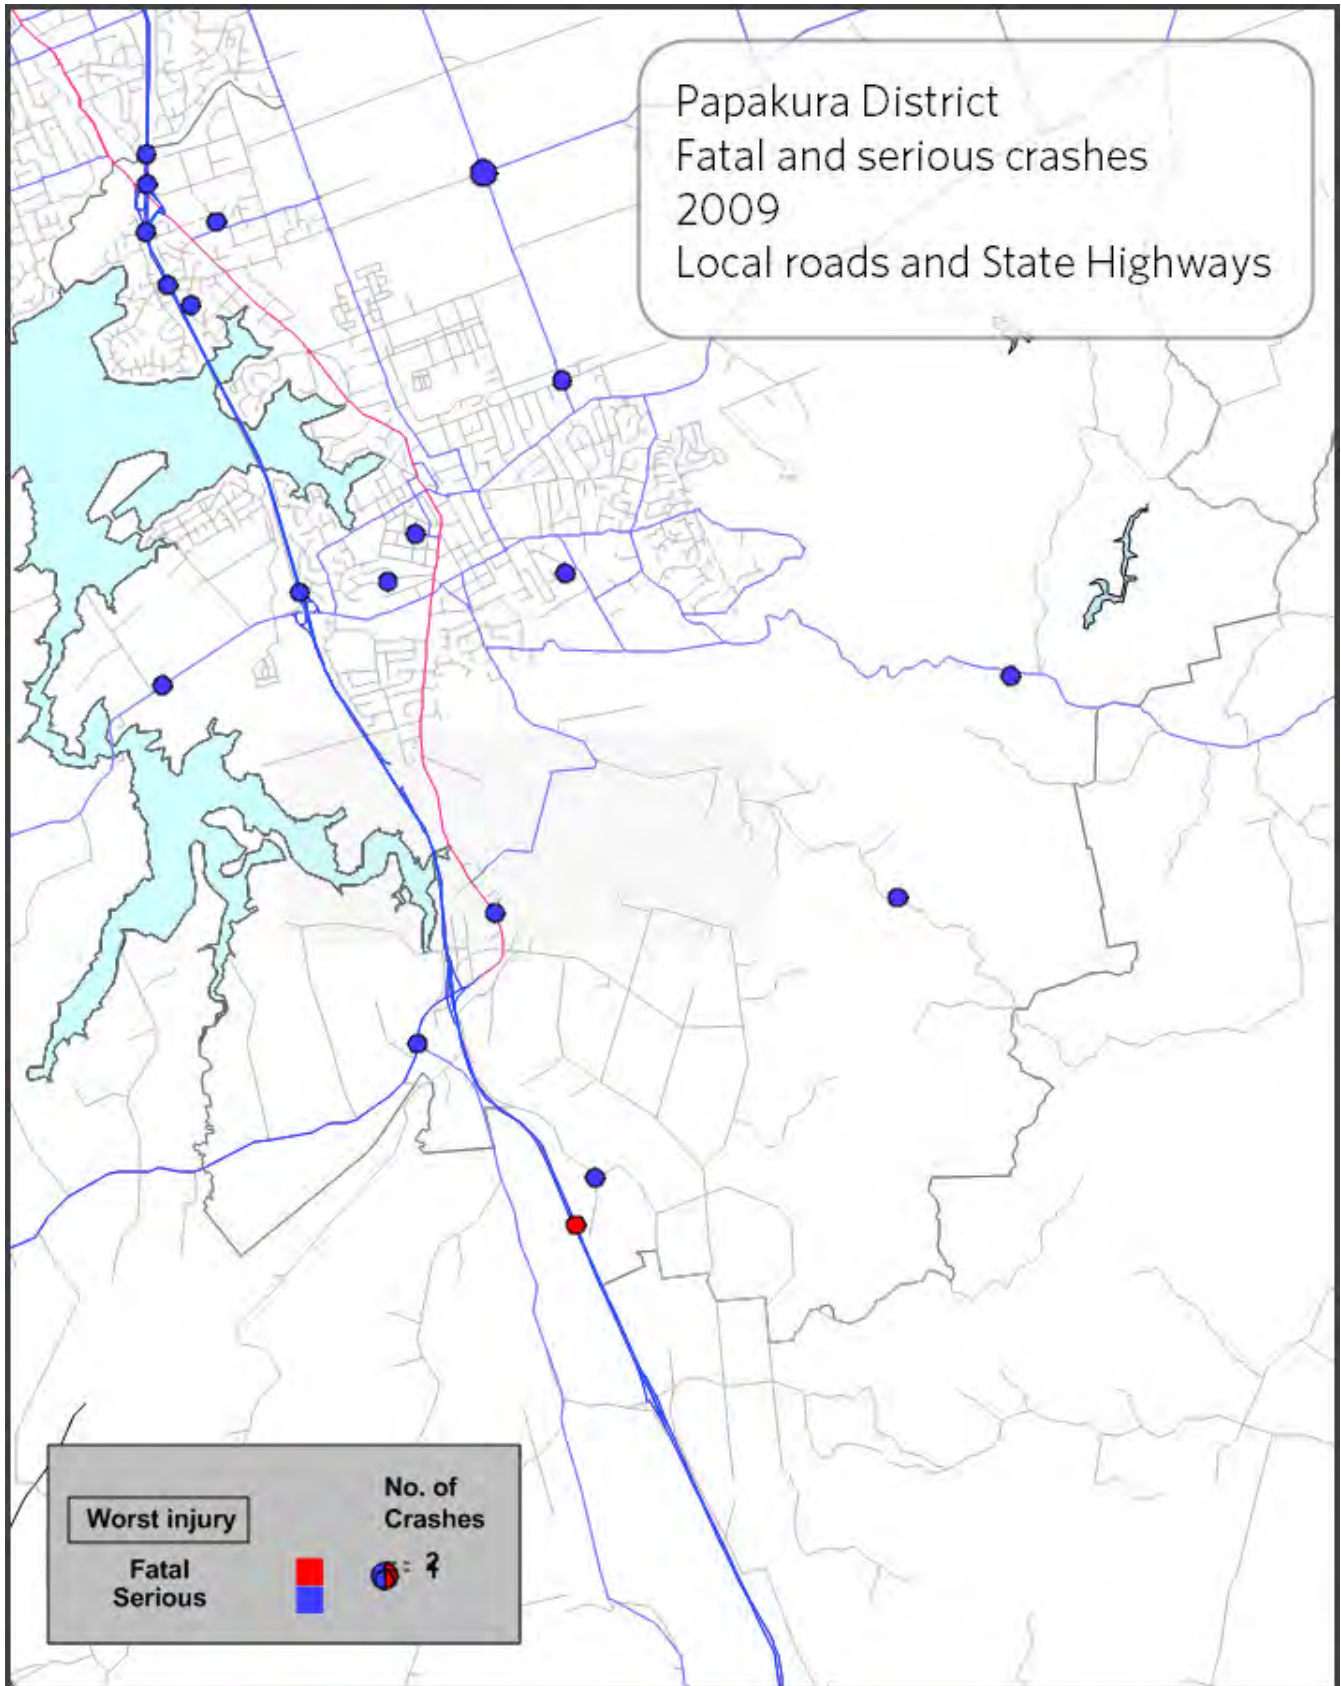 Papakura District
Fatal and serious crashes
2009
Local roads and State Highways
No. of
Crashes
Worst injury
Fatal
Serious